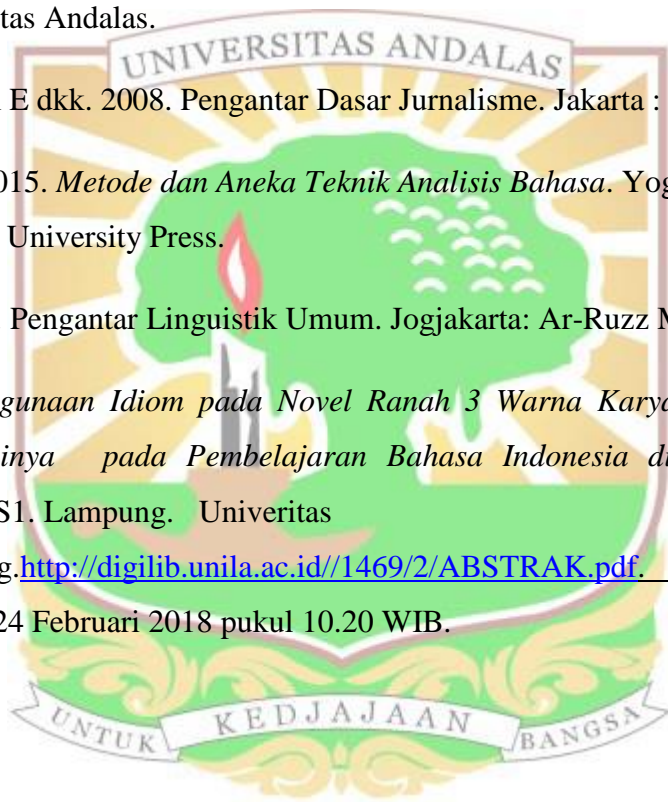 tas Andalas.
UNIVERSITAS ANDALAS
E dkk. 2008. Pengantar Dasar Jurnalisme. Jakarta :
015. Metode dan Aneka Teknik Analisis Bahasa. Yog
University Press.
Pengantar Linguistik Umum. Jogjakarta: Ar-Ruzz M
gunaan Idiom pada Novel Ranah 3 Warna Karya
inya pada Pembelajaran Bahasa Indonesia di
S1. Lampung. Univeritas
g.http://digilib.unila.ac.id//1469/2/ABSTRAK.pdf.
24 Februari 2018 pukul 10.20 WIB.
UNTUK KEDJAJAAN BANGSA